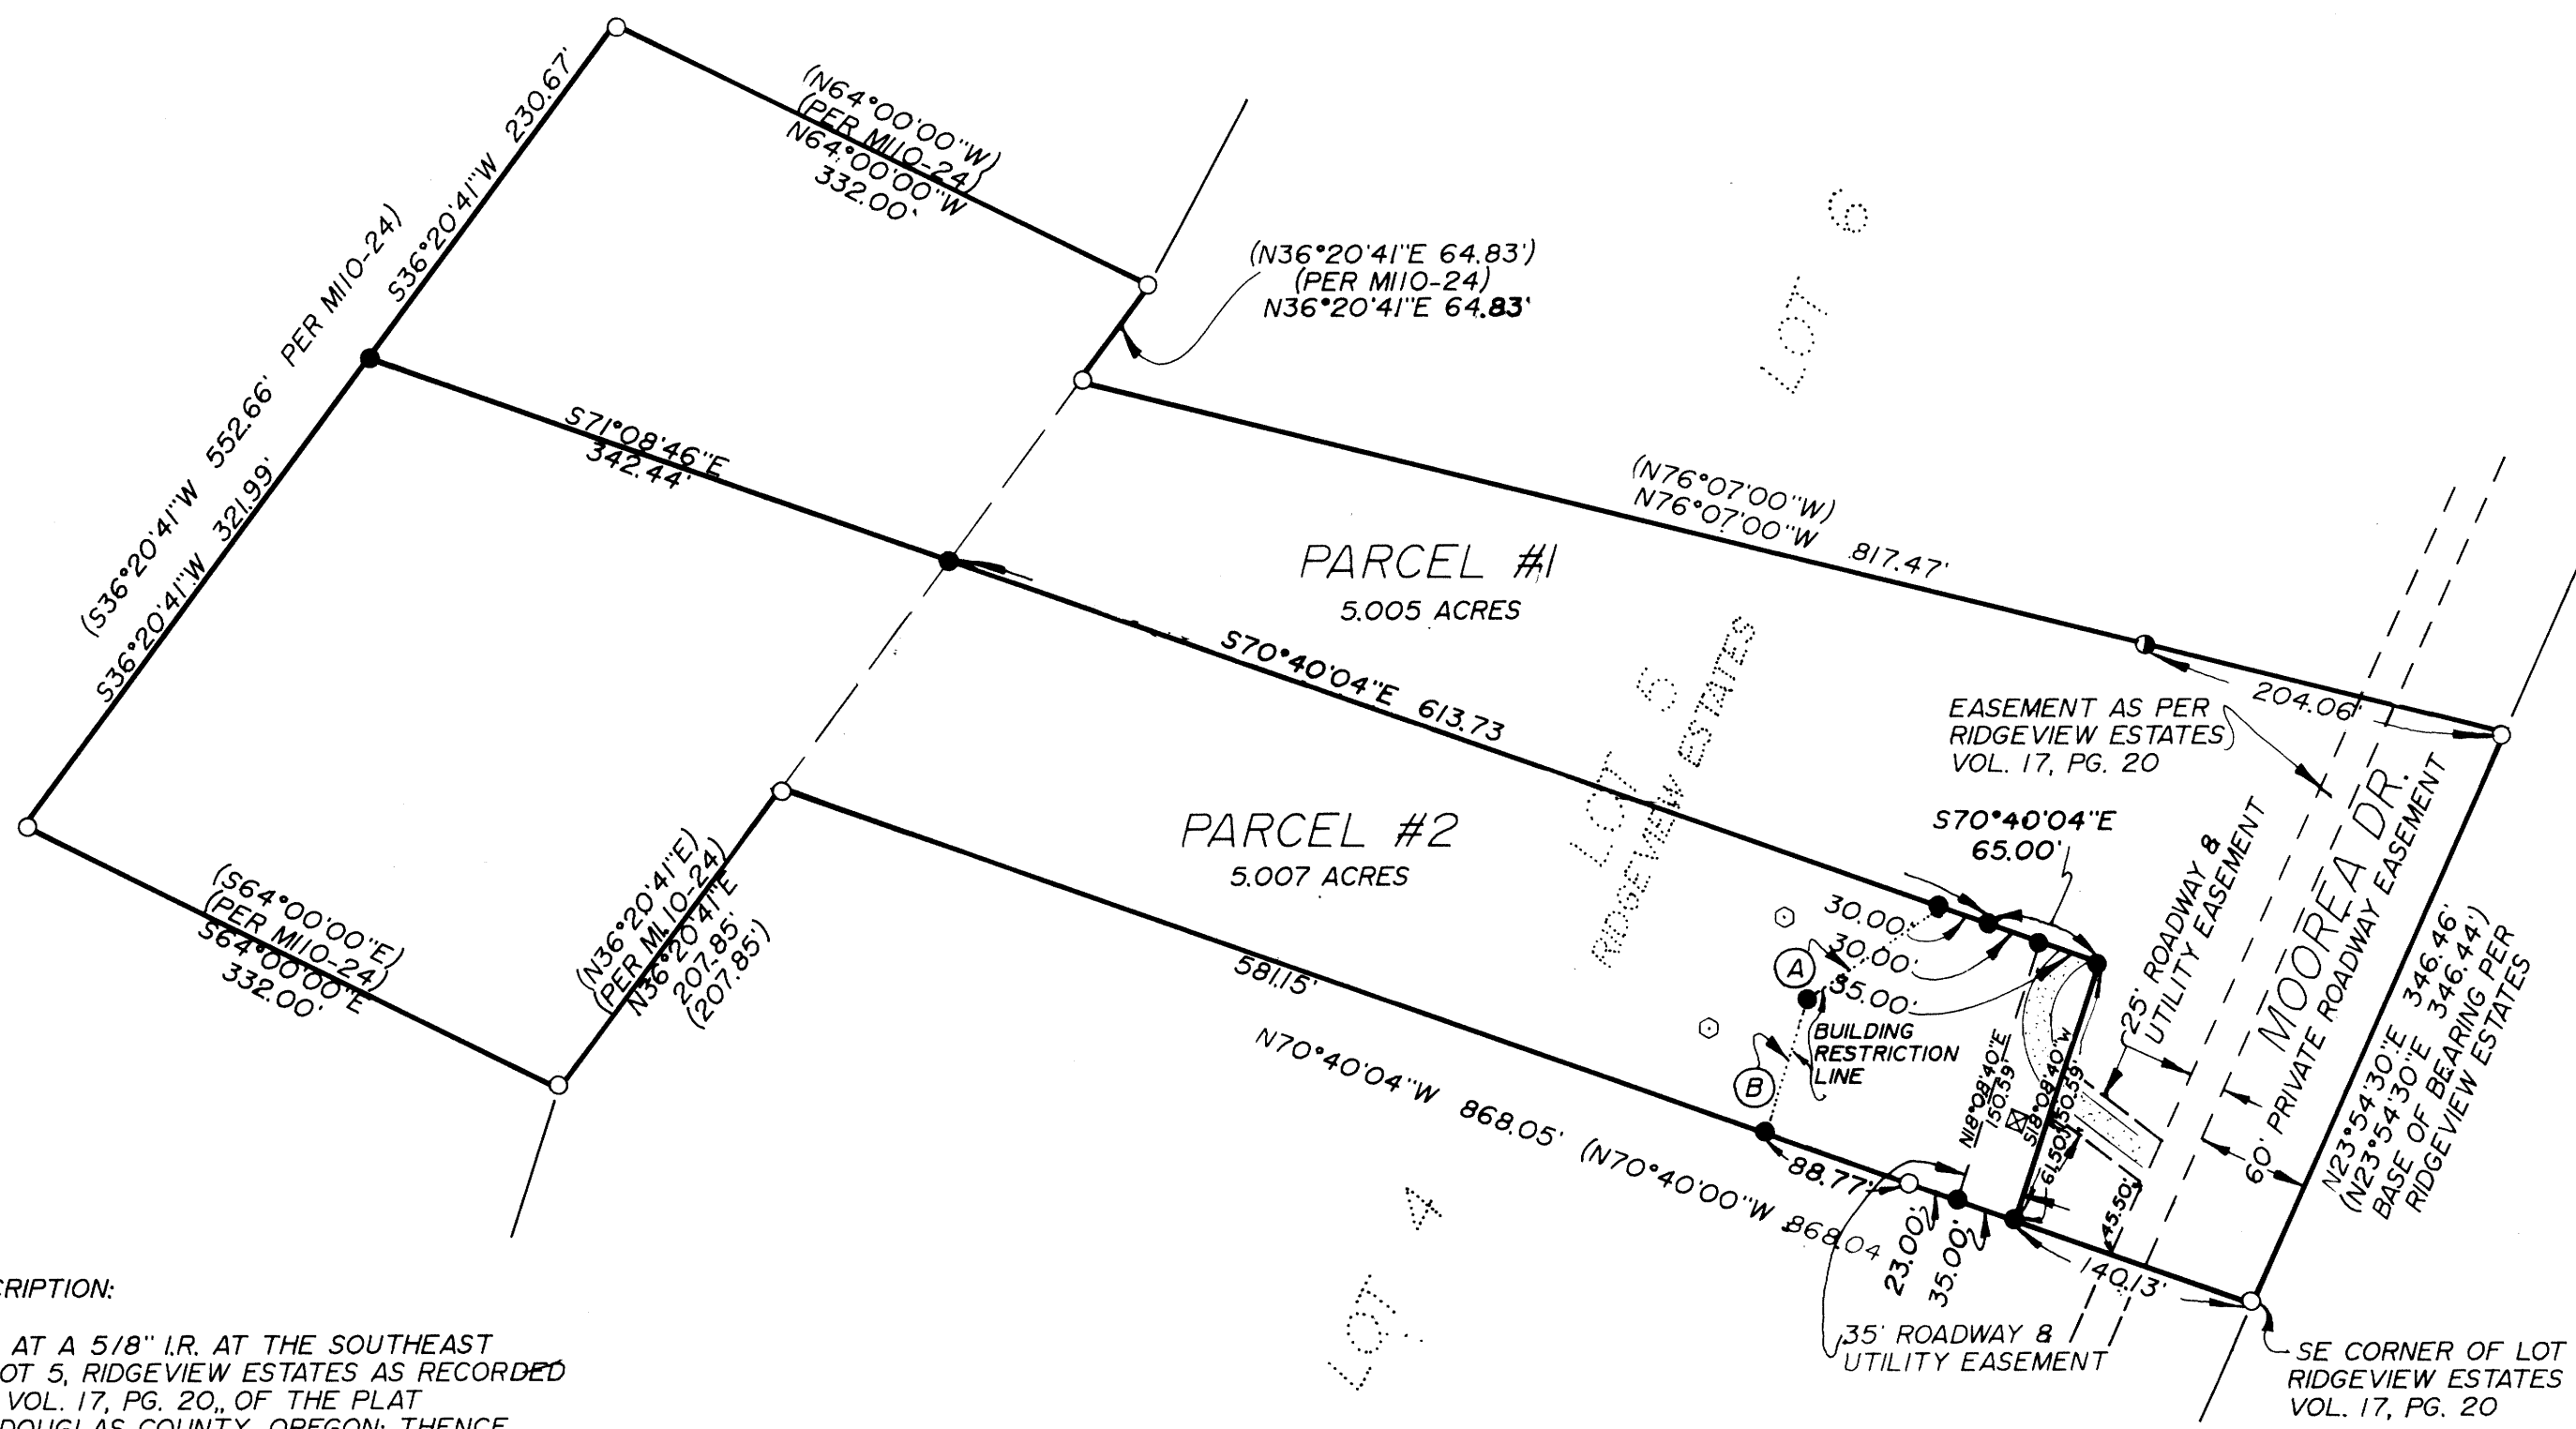 S36°20'41"W 230.67'
(N64°00'00"W)
(PER M110-24)
N64°00'00"W
332.00'
(S36°20'41"W 552.66' PER M110-24)
S36°20'41"W 321.99'
(N36°20'41"E 64.83')
(PER M110-24)
N36°20'41"E 64.83'
LOT 6
S71°08'46"E
342.44'
(N76°07'00"W)
N76°07'00"W 817.47'
PARCEL #1
5.005 ACRES
S70°40'04"E 613.73
LOT 5
RIDGEVIEW ESTATES
204.06'
EASEMENT AS PER
RIDGEVIEW ESTATES
VOL. 17, PG. 20
S70°40'04"E
65.00'
PARCEL #2
5.007 ACRES
25' ROADWAY &
UTILITY EASEMENT
MOOREA DR.
60' PRIVATE ROADWAY EASEMENT
N23°54'30"E 346.46'
(N23°54'30"E 346.44')
BASE OF BEARING PER
RIDGEVIEW ESTATES
30.00'
30.00'
35.00'
A
B
BUILDING
RESTRICTION
LINE
N18°08'40"E
150.59'
S18°08'40"W
150.59'
61.50'
45.50'
(S64°00'00"E)
(PER M110-24)
S64°00'00"E
332.00'
(N36°20'41"E)
(PER M110-24)
N36°20'41"E
207.85'
(207.85')
581.15'
N70°40'04"W 868.05' (N70°40'00"W 868.04
88.77'
23.00'
35.00'
140.13'
LOT 4
35' ROADWAY &
UTILITY EASEMENT
SE CORNER OF LOT
RIDGEVIEW ESTATES
VOL. 17, PG. 20
CRIPTION:
AT A 5/8" I.R. AT THE SOUTHEAST
OT 5, RIDGEVIEW ESTATES AS RECORDED
VOL. 17, PG. 20,, OF THE PLAT
DOUGLAS COUNTY, OREGON; THENCE